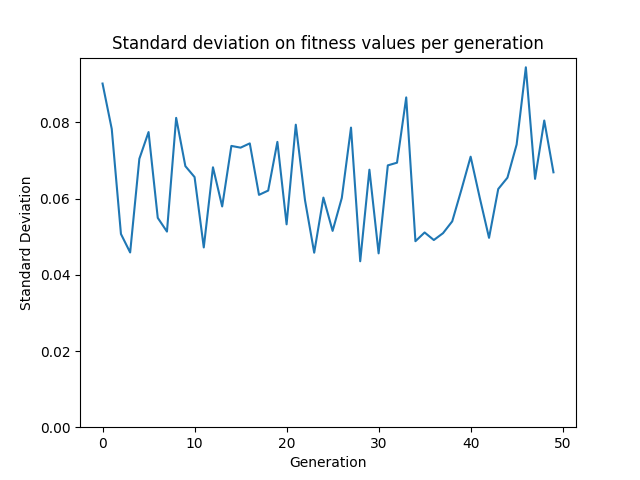 Standard deviation on fitness values per generation
Standard Deviation
0.08
0.06
0.04
0.02
0.00
0 10 20 30 40 50
Generation